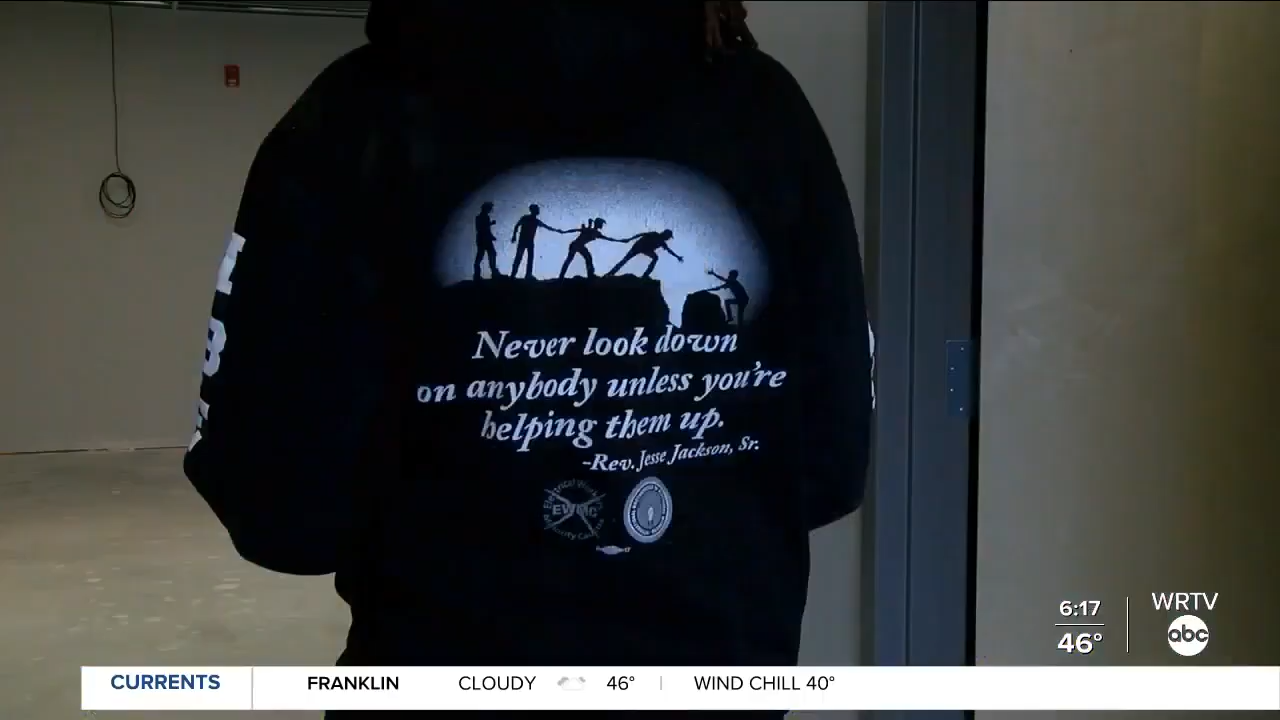 Never look down
on anybody unless you're
helping them up.
-Rev. Jesse Jackson, Sr.
EWMC
IBEW
6:17
46°
WRTV
abc
CURRENTS
FRANKLIN CLOUDY 46° WIND CHILL 40°